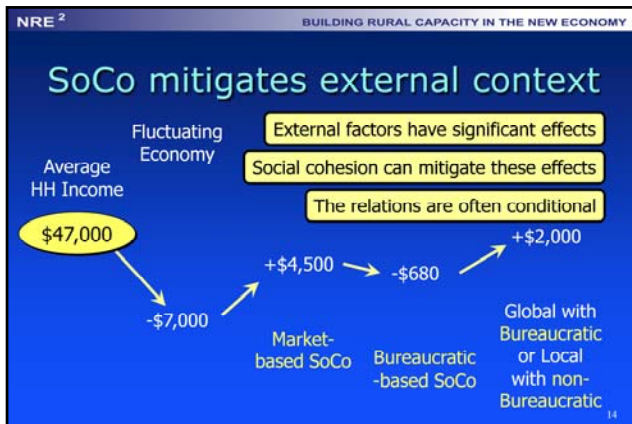 NRE²
BUILDING RURAL CAPACITY IN THE NEW ECONOMY
SoCo mitigates external context
External factors have significant effects
Social cohesion can mitigate these effects
The relations are often conditional
Fluctuating
Economy
Average
HH Income
$47,000
-$7,000
+$4,500
-$680
+$2,000
Market-
based SoCo
Bureaucratic
-based SoCo
Global with
Bureaucratic
or Local
with non-
Bureaucratic
14